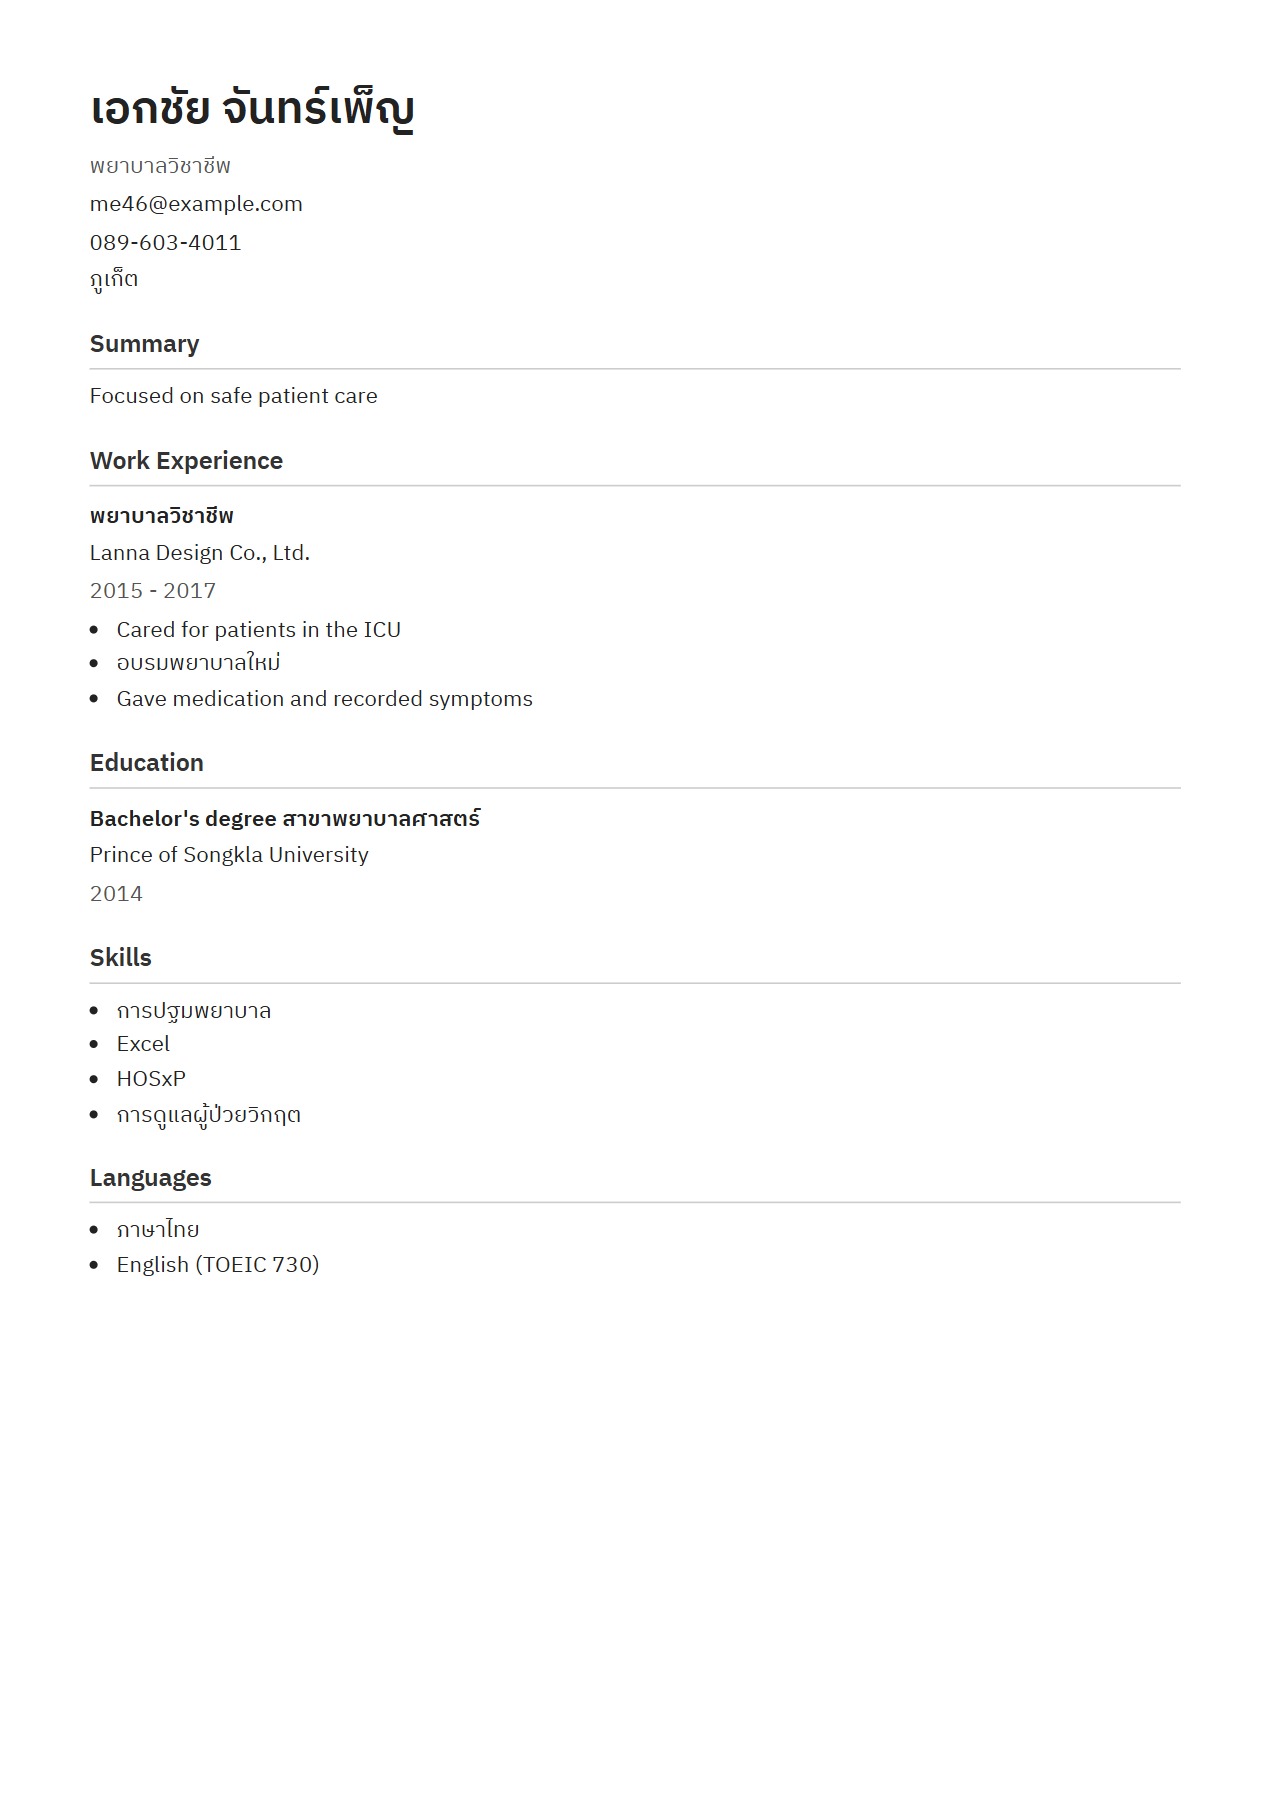 เอกชัย จันทร์เพ็ญ
พยาบาลวิชาชีพ
me46@example.com
089-603-4011
ภูเก็ต
Summary
Focused on safe patient care
Work Experience
พยาบาลวิชาชีพ
Lanna Design Co., Ltd.
2015 - 2017
• Cared for patients in the ICU
• อบรมพยาบาลใหม่
• Gave medication and recorded symptoms
Education
Bachelor's degree สาขาพยาบาลศาสตร์
Prince of Songkla University
2014
Skills
• การปฐมพยาบาล
• Excel
• HOSxP
• การดูแลผู้ป่วยวิกฤต
Languages
• ภาษาไทย
• English (TOEIC 730)